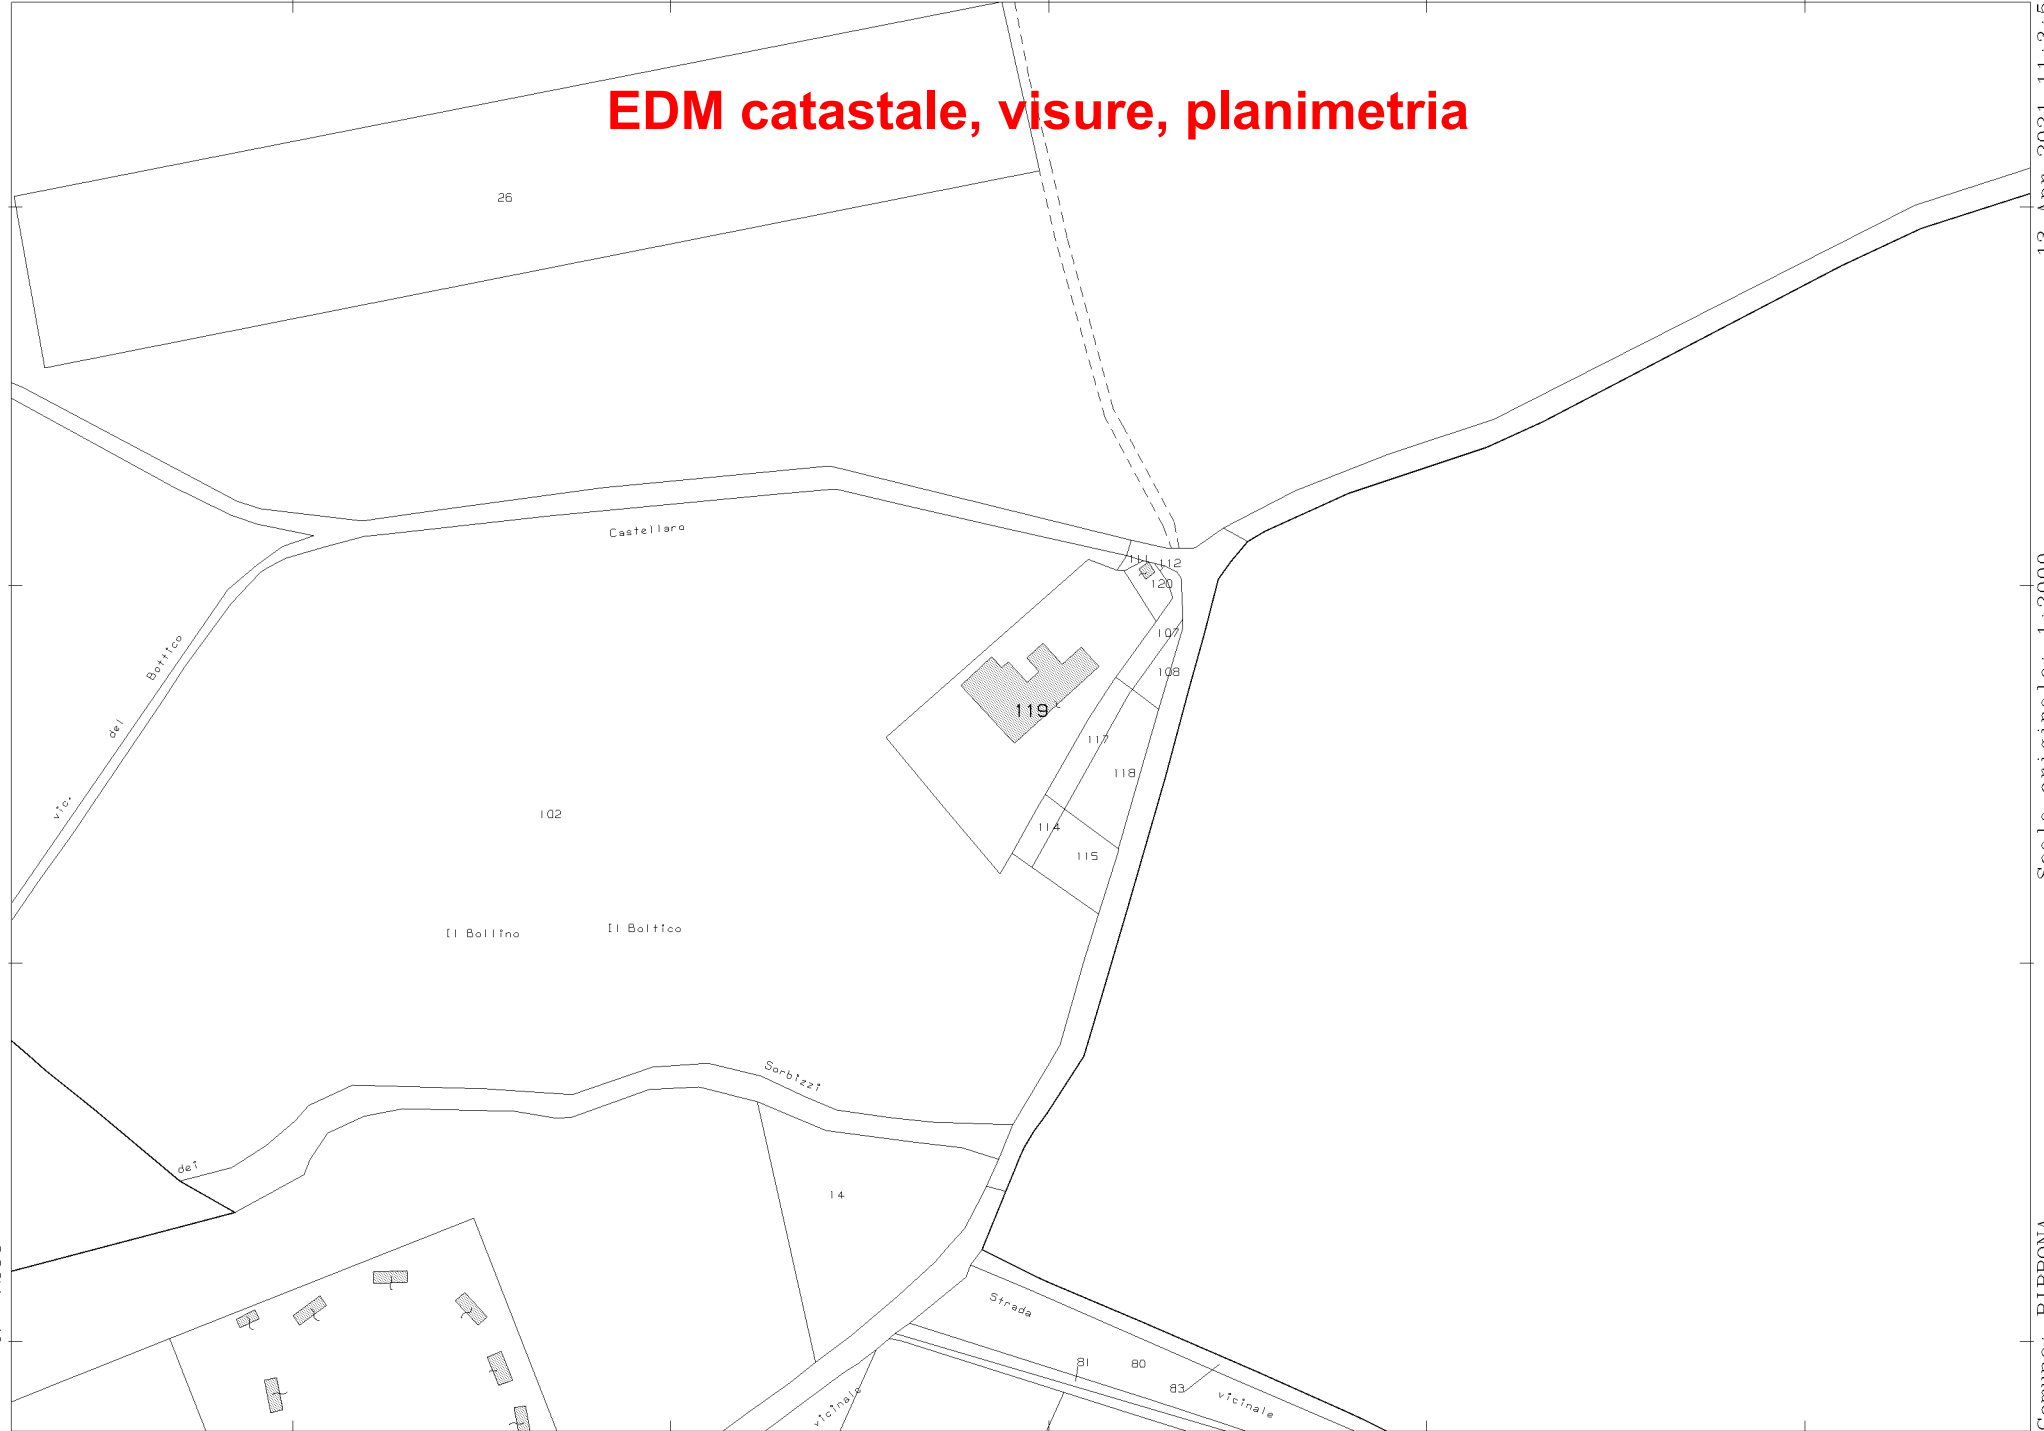 EDM catastale, visure, planimetria
26
Castellaro
111
112
120
Bottico
107
108
119
del
117
118
vic.
102
114
115
Il Bollino
Il Boltico
Sorbizzi
dei
14
Strada
81
80
83
vicinale
vicinale